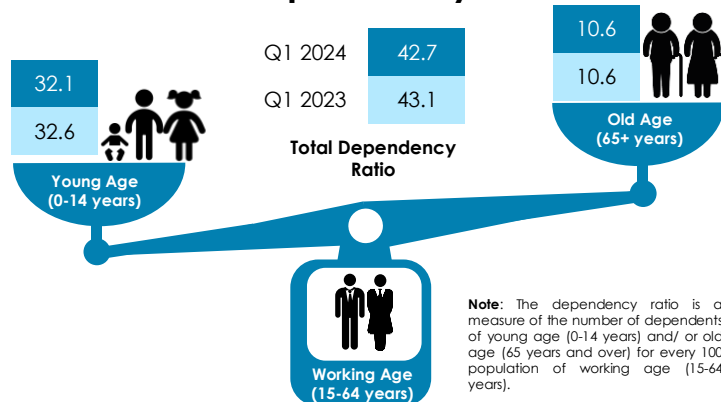 Q1 2024 42.7
Q1 2023 43.1
Total Dependency
Ratio
32.1
32.6
Young Age
(0-14 years)
10.6
10.6
Old Age
(65+ years)
Working Age
(15-64 years)
Note: The dependency ratio is a
measure of the number of dependents
of young age (0-14 years) and/ or old
age (65 years and over) for every 100
population of working age (15-64
years).